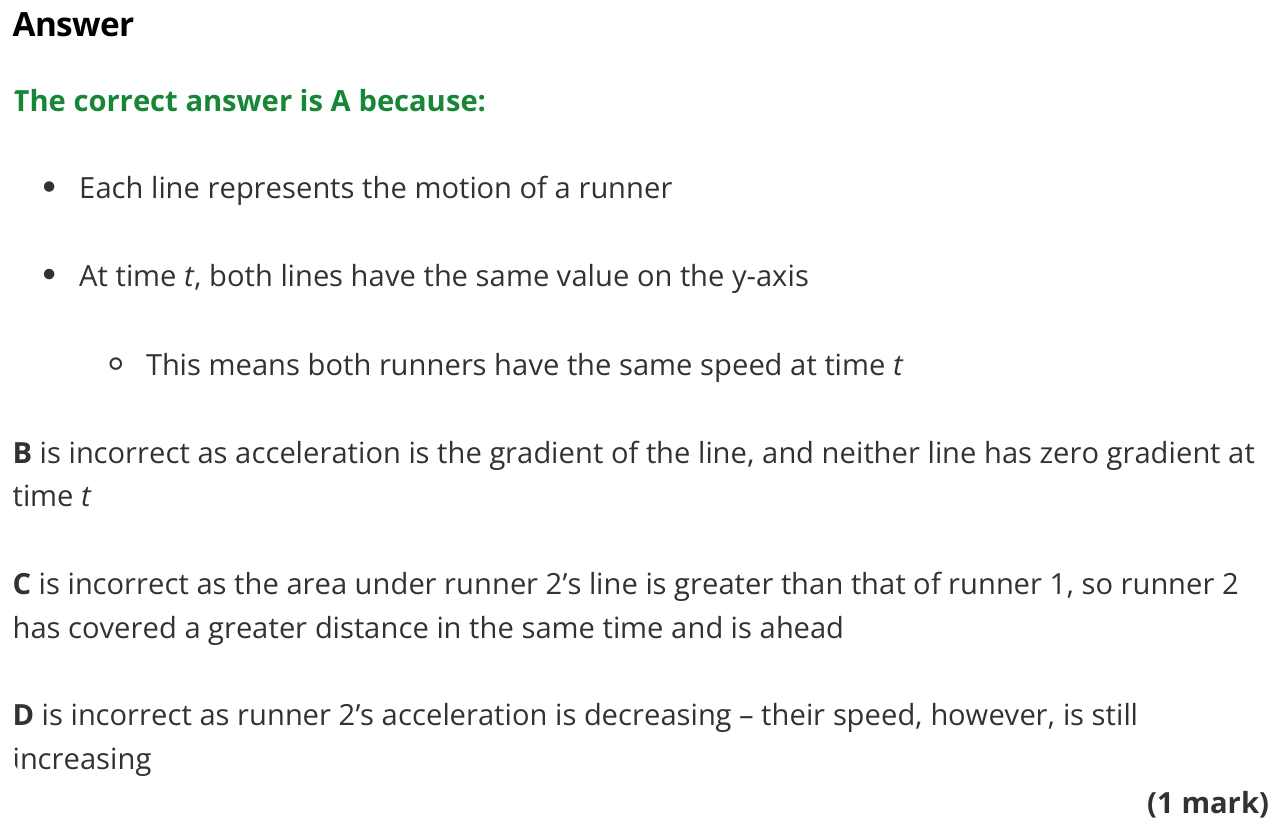 Answer
The correct answer is A because:
• Each line represents the motion of a runner
• At time t, both lines have the same value on the y-axis
○ This means both runners have the same speed at time t
B is incorrect as acceleration is the gradient of the line, and neither line has zero gradient at
time t
C is incorrect as the area under runner 2’s line is greater than that of runner 1, so runner 2
has covered a greater distance in the same time and is ahead
D is incorrect as runner 2’s acceleration is decreasing – their speed, however, is still
increasing
(1 mark)